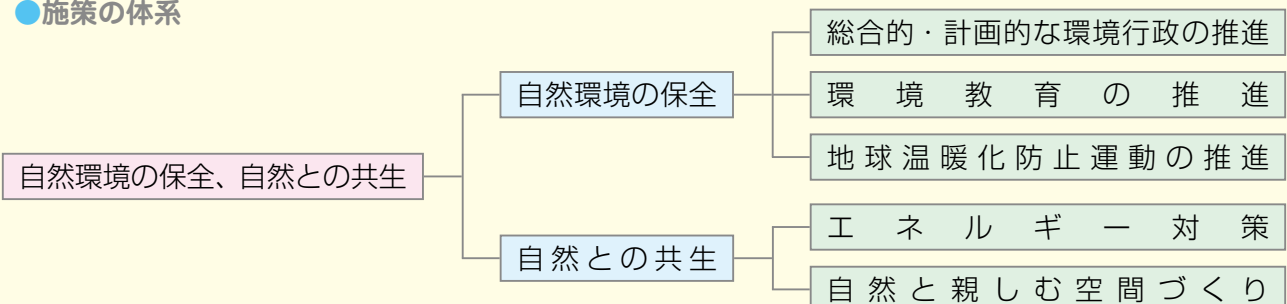 ●施策の体系
自然環境の保全、自然との共生
自然環境の保全
総合的・計画的な環境行政の推進
環境教育の推進
地球温暖化防止運動の推進
自然との共生
エネルギー対策
自然と親しむ空間づくり